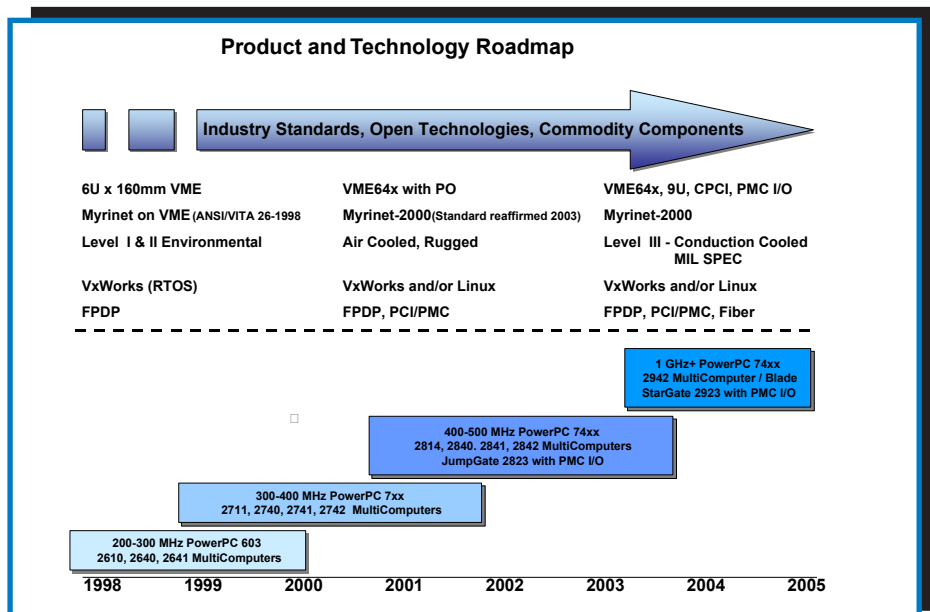 Product and Technology Roadmap
Industry Standards, Open Technologies, Commodity Components
6U x 160mm VME
VME64x with PO
VME64x, 9U, CPCI, PMC I/O
Myrinet on VME (ANSI/VITA 26-1998
Myrinet-2000(Standard reaffirmed 2003)
Myrinet-2000
Level I & II Environmental
Air Cooled, Rugged
Level III - Conduction Cooled
MIL SPEC
VxWorks (RTOS)
VxWorks and/or Linux
VxWorks and/or Linux
FPDP
FPDP, PCI/PMC
FPDP, PCI/PMC, Fiber
1 GHz+ PowerPC 74xx
2942 MultiComputer / Blade
StarGate 2923 with PMC I/O
400-500 MHz PowerPC 74xx
2814, 2840. 2841, 2842 MultiComputers
JumpGate 2823 with PMC I/O
300-400 MHz PowerPC 7xx
2711, 2740, 2741, 2742 MultiComputers
200-300 MHz PowerPC 603
2610, 2640, 2641 MultiComputers
1998 1999 2000 2001 2002 2003 2004 2005